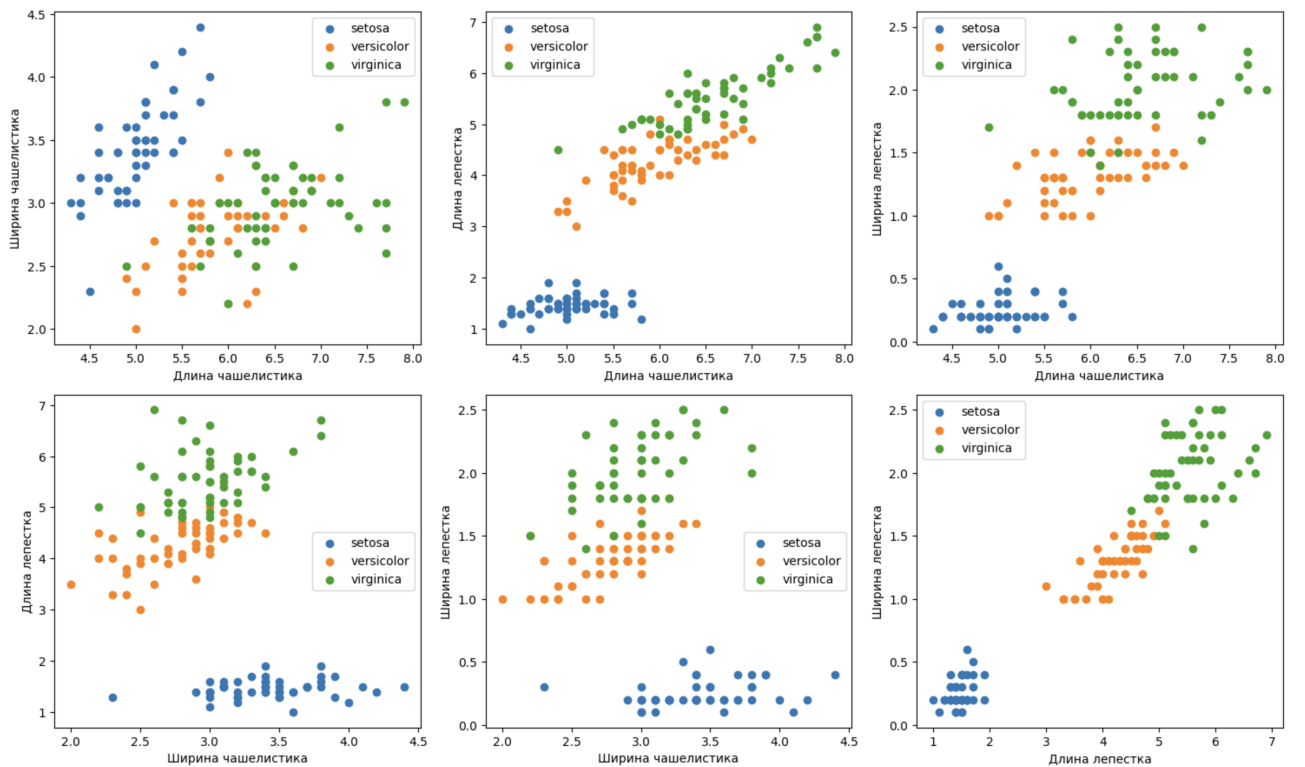 4.5
4.0
3.5
3.0
2.5
2.0
Ширина чашелистика
setosa
versicolor
virginica
4.5 5.0 5.5 6.0 6.5 7.0 7.5 8.0
Длина чашелистика
7
6
5
4
3
2
1
Длина лепестка
setosa
versicolor
virginica
4.5 5.0 5.5 6.0 6.5 7.0 7.5 8.0
Длина чашелистика
2.5
2.0
1.5
1.0
0.5
0.0
Ширина лепестка
setosa
versicolor
virginica
4.5 5.0 5.5 6.0 6.5 7.0 7.5 8.0
Длина чашелистика
7
6
5
4
3
2
1
Длина лепестка
setosa
versicolor
virginica
2.0 2.5 3.0 3.5 4.0 4.5
Ширина чашелистика
2.5
2.0
1.5
1.0
0.5
0.0
Ширина лепестка
setosa
versicolor
virginica
2.0 2.5 3.0 3.5 4.0 4.5
Ширина чашелистика
2.5
2.0
1.5
1.0
0.5
0.0
Ширина лепестка
setosa
versicolor
virginica
1 2 3 4 5 6 7
Длина лепестка